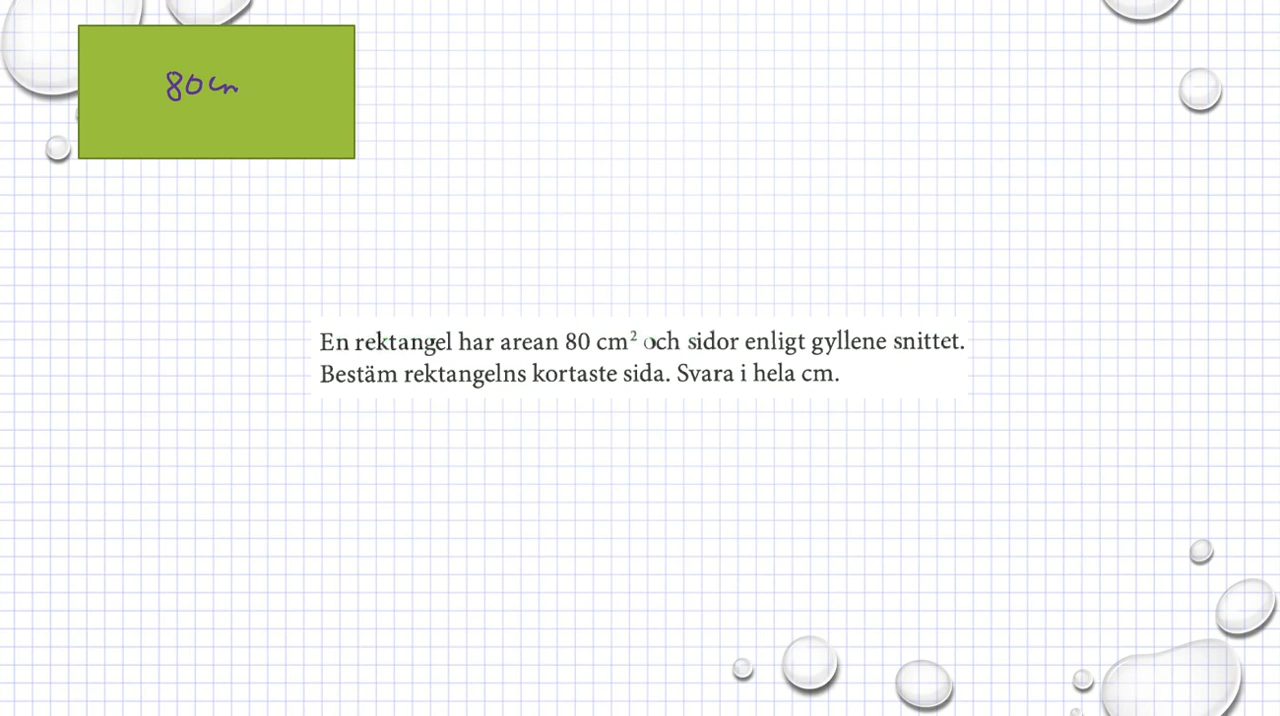 80cm
En rektangel har arean 80 cm² och sidor enligt gyllene snittet.
Bestäm rektangelns kortaste sida. Svara i hela cm.